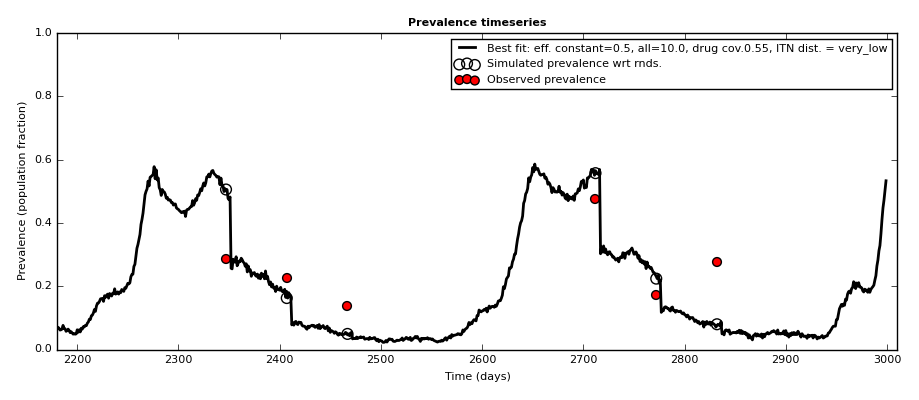 Prevalence timeseries
Best fit: eff. constant=0.5, all=10.0, drug cov.0.55, ITN dist. = very_low
Simulated prevalence wrt rnds.
Observed prevalence
Prevalence (population fraction)
1.0
0.8
0.6
0.4
0.2
0.0
2200 2300 2400 2500 2600 2700 2800 2900 3000
Time (days)